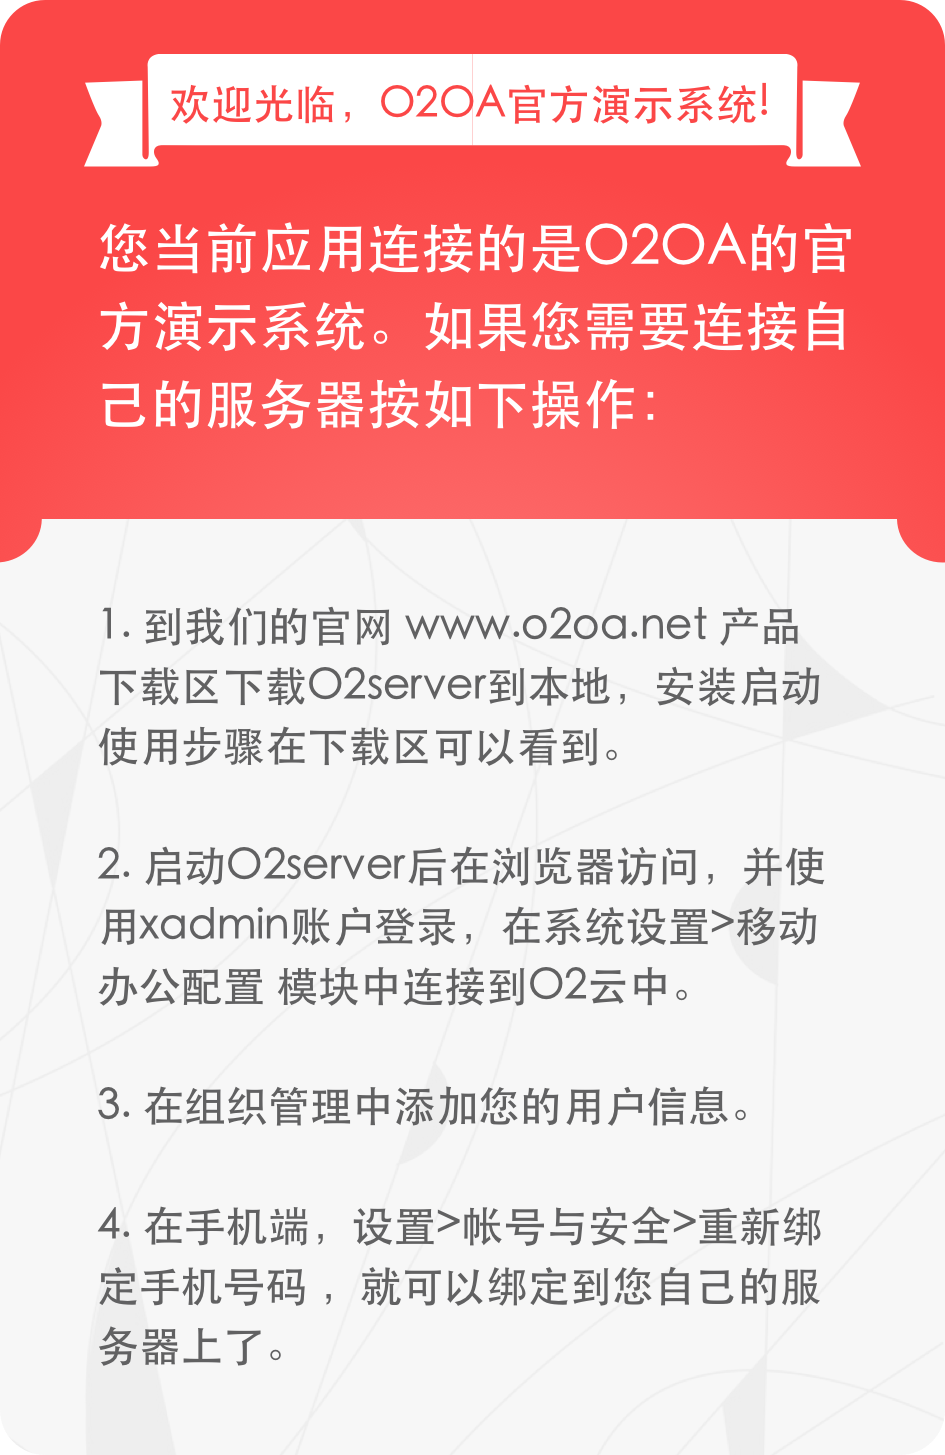 欢迎光临，O2OA官方演示系统!
您当前应用连接的是O2OA的官
方演示系统。如果您需要连接自
己的服务器按如下操作：
1. 到我们的官网 www.o2oa.net 产品
下载区下载O2server到本地，安装启动
使用步骤在下载区可以看到。
2. 启动O2server后在浏览器访问，并使
用xadmin账户登录，在系统设置>移动
办公配置 模块中连接到O2云中。
3. 在组织管理中添加您的用户信息。
4. 在手机端，设置>帐号与安全>重新绑
定手机号码 ，就可以绑定到您自己的服
务器上了。